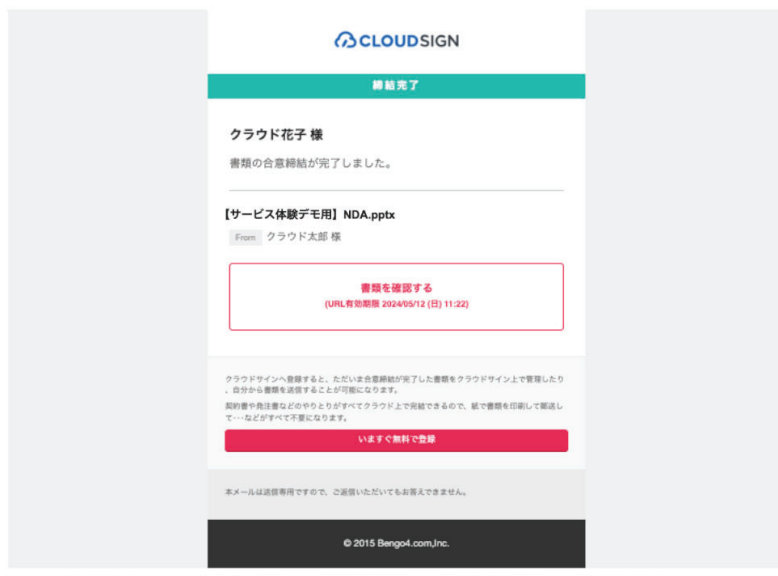 CLOUDSIGN
締結完了
クラウド花子 様
書類の合意締結が完了しました。
【サービス体験デモ用】NDA.pptx
From クラウド太郎 様
書類を確認する
(URL有効期限 2024/05/12 (日) 11:22)
クラウドサインへ登録すると、ただいま合意締結が完了した書類をクラウドサイン上で管理したり
、自分から書類を送信することが可能になります。
契約書や発注書などのやりとりがすべてクラウド上で完結できるので、紙で書類を印刷して郵送し
て･･･などがすべて不要になります。
いますぐ無料で登録
本メールは送信専用ですので、ご返信いただいてもお答えできません。
© 2015 Bengo4.com,Inc.